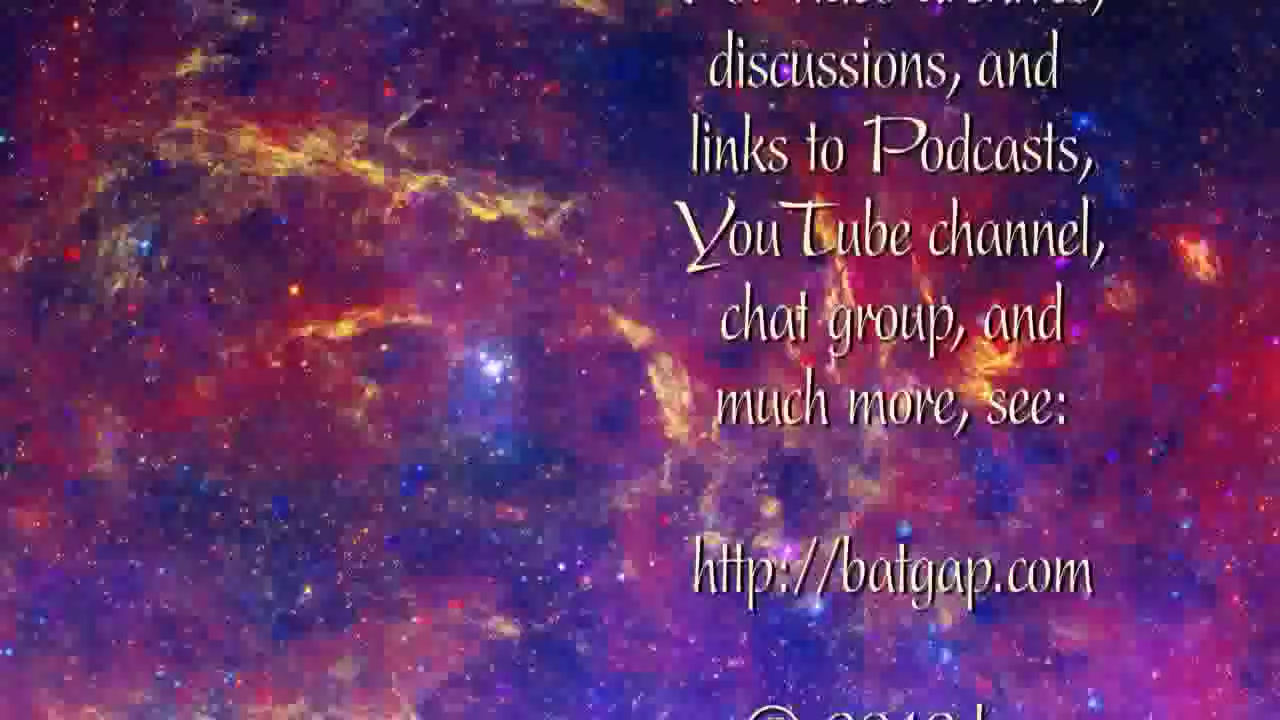 discussions, and
links to Podcasts,
YouTube channel,
chat group, and
much more, see:
http://batgap.com